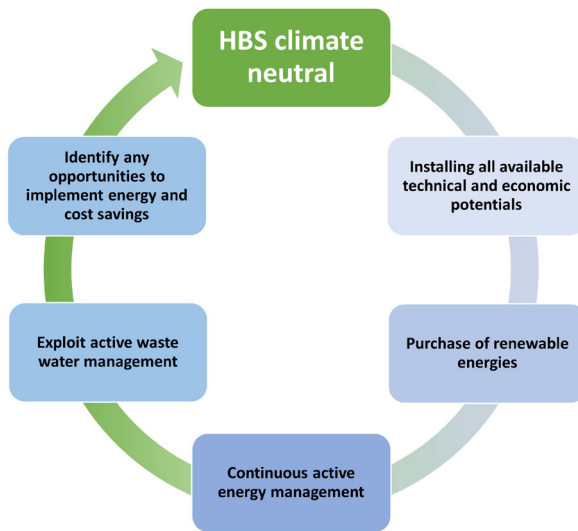 HBS climate
neutral
Installing all available
technical and economic
potentials
Purchase of renewable
energies
Continuous active
energy management
Exploit active waste
water management
Identify any
opportunities to
implement energy and
cost savings